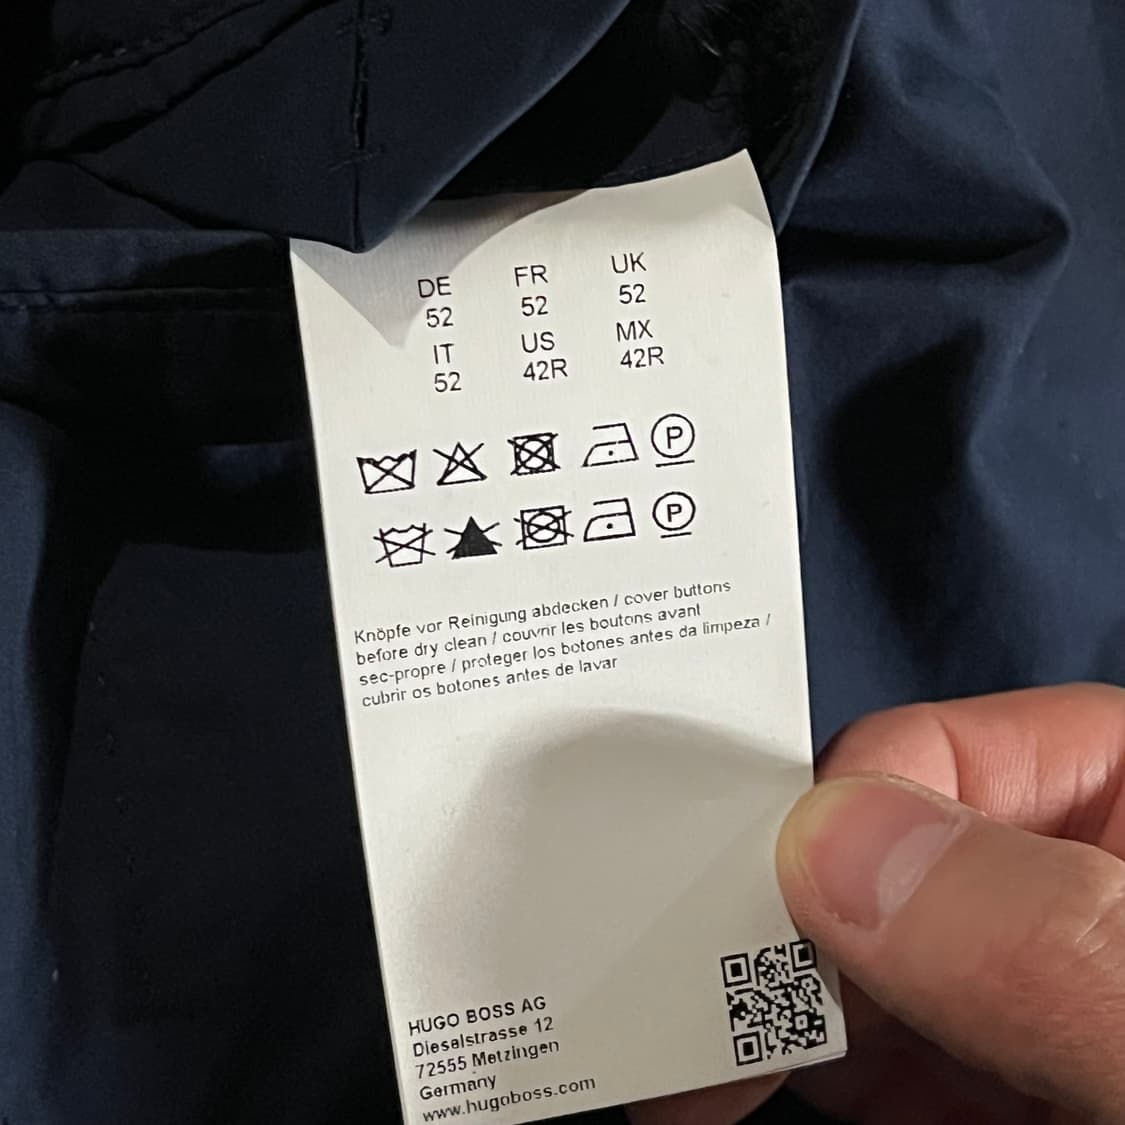 DE FR UK
52 52 52
IT US MX
52 42R 42R
P
P
Knöpfe vor Reinigung abdecken / cover buttons
before dry clean / couvrir les boutons avant
sec-propre / proteger los botones antes da limpeza /
cubrir os botones antes de lavar
HUGO BOSS AG
Dieselstrasse 12
72555 Metzingen
Germany
www.hugoboss.com